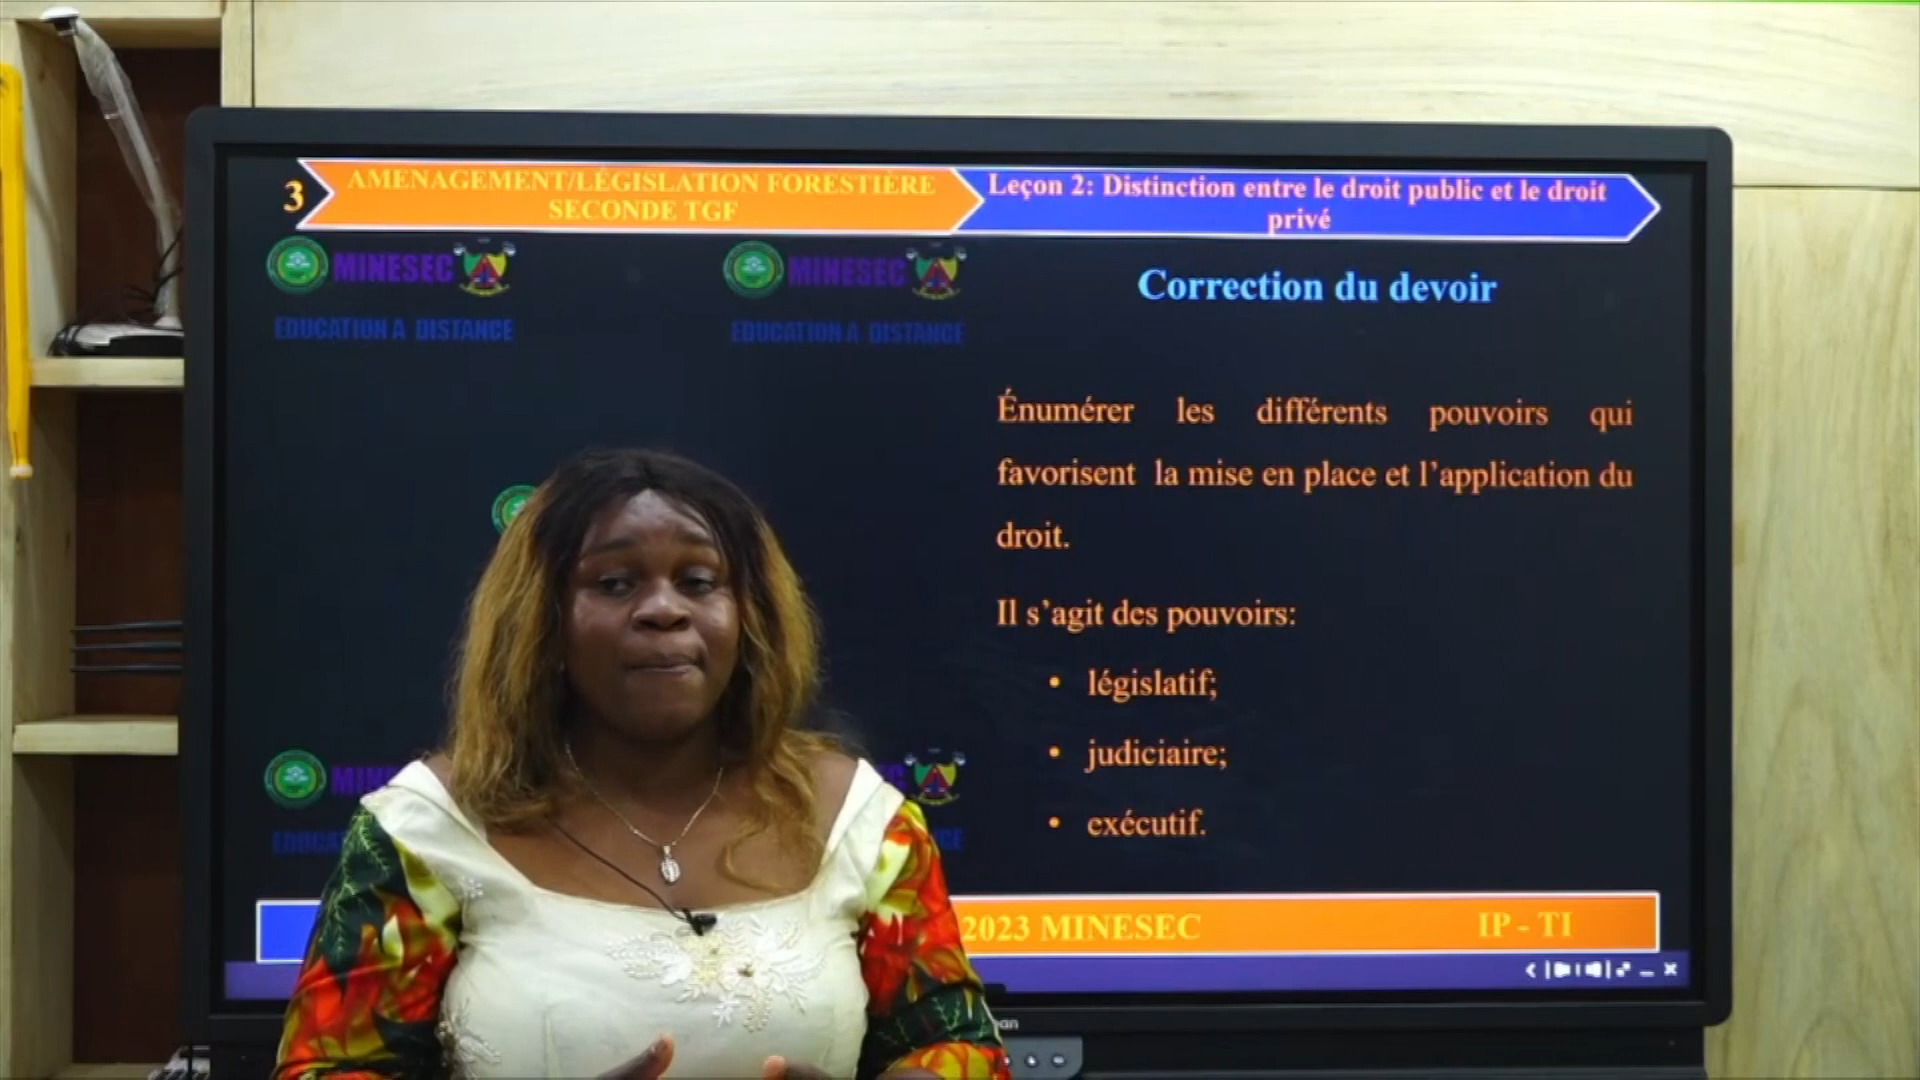 3
AMENAGEMENT/LÉGISLATION FORESTIÈRE
SECONDE TGF
Leçon 2: Distinction entre le droit public et le droit
privé
MINESEC
EDUCATION A DISTANCE
MINESEC
EDUCATION A DISTANCE
Correction du devoir
Énumérer les différents pouvoirs qui
favorisent la mise en place et l’application du
droit.
Il s’agit des pouvoirs:
• législatif;
• judiciaire;
• exécutif.
2023 MINESEC
IP - TI